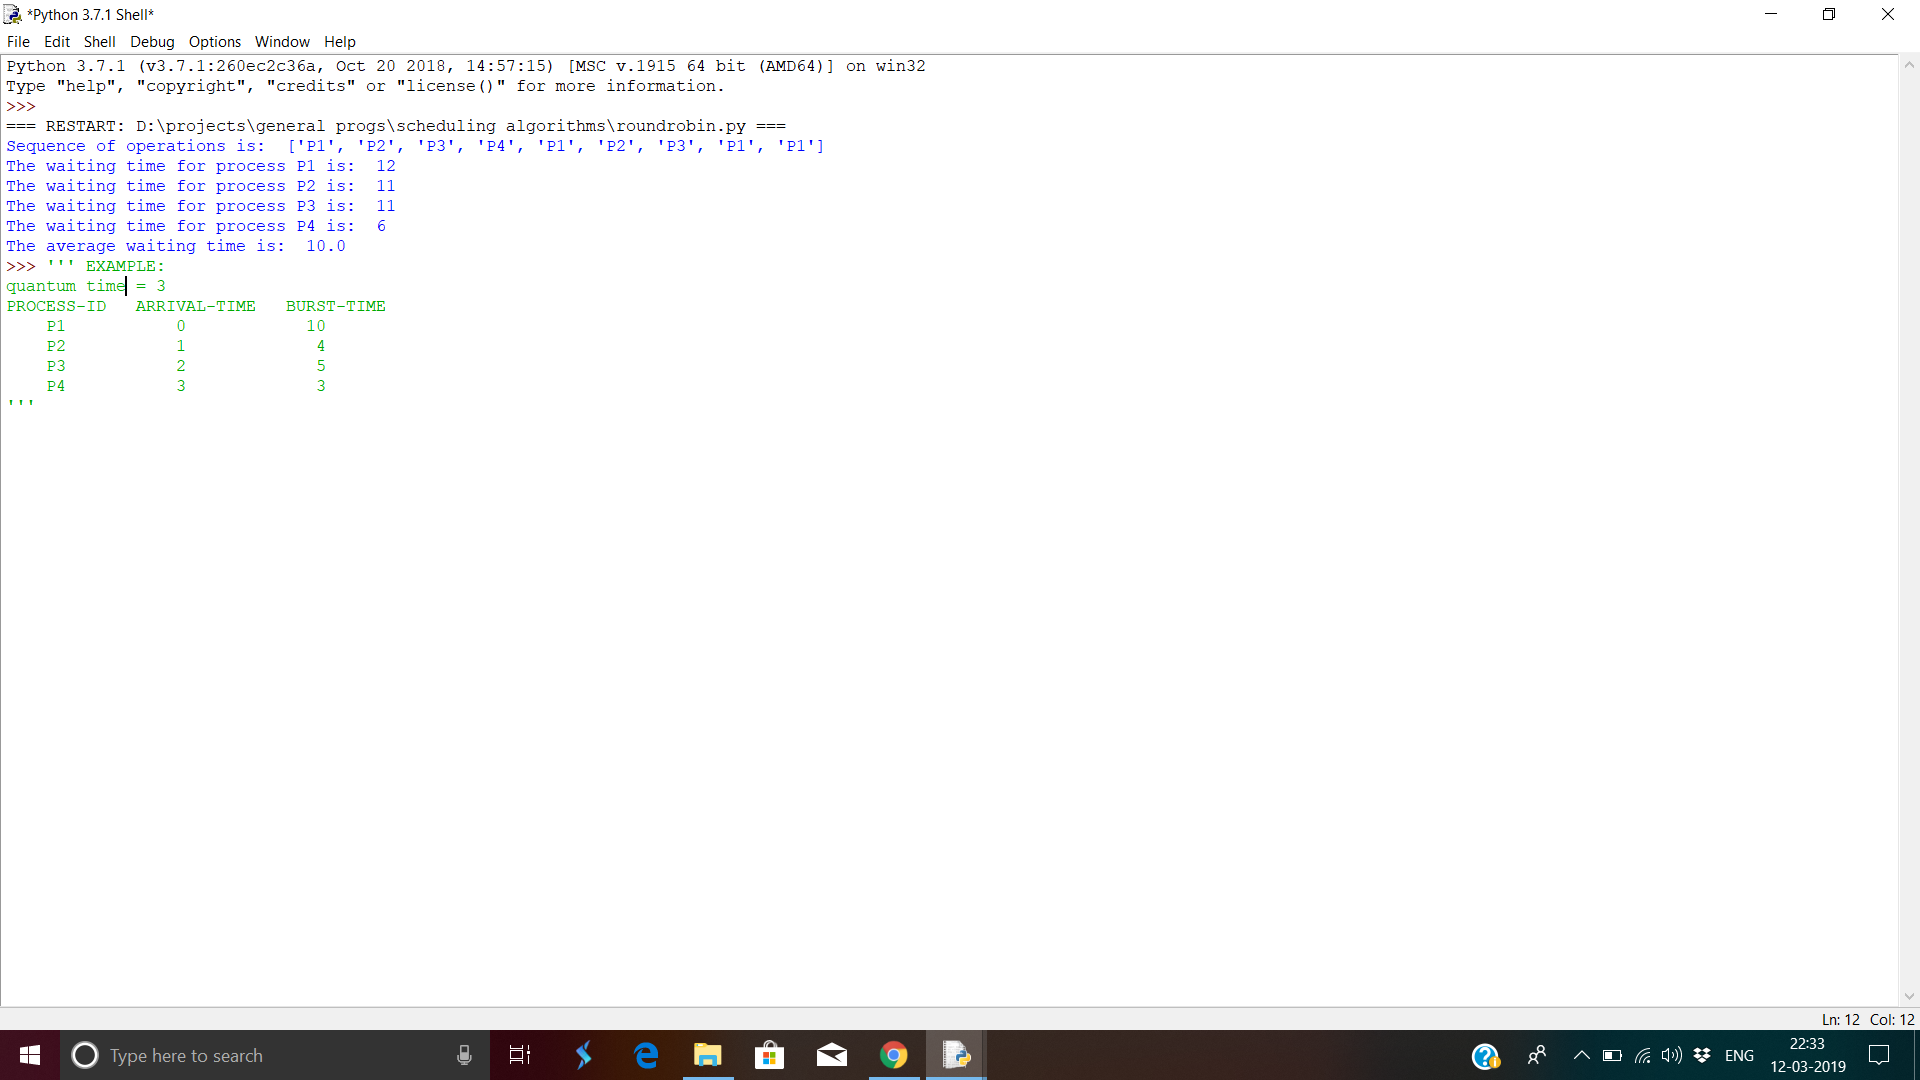 *Python 3.7.1 Shell*
File Edit Shell Debug Options Window Help
Python 3.7.1 (v3.7.1:260ec2c36a, Oct 20 2018, 14:57:15) [MSC v.1915 64 bit (AMD64)] on win32
Type "help", "copyright", "credits" or "license()" for more information.
>>>
=== RESTART: D:\projects\general progs\scheduling algorithms\roundrobin.py ===
Sequence of operations is:  ['P1', 'P2', 'P3', 'P4', 'P1', 'P2', 'P3', 'P1', 'P1']
The waiting time for process P1 is:  12
The waiting time for process P2 is:  11
The waiting time for process P3 is:  11
The waiting time for process P4 is:  6
The average waiting time is:  10.0
>>> ''' EXAMPLE:
quantum time = 3
PROCESS-ID   ARRIVAL-TIME   BURST-TIME
    P1           0            10
    P2           1             4
    P3           2             5
    P4           3             3
'''
Ln: 12 Col: 12
Type here to search
ENG
22:33
12-03-2019